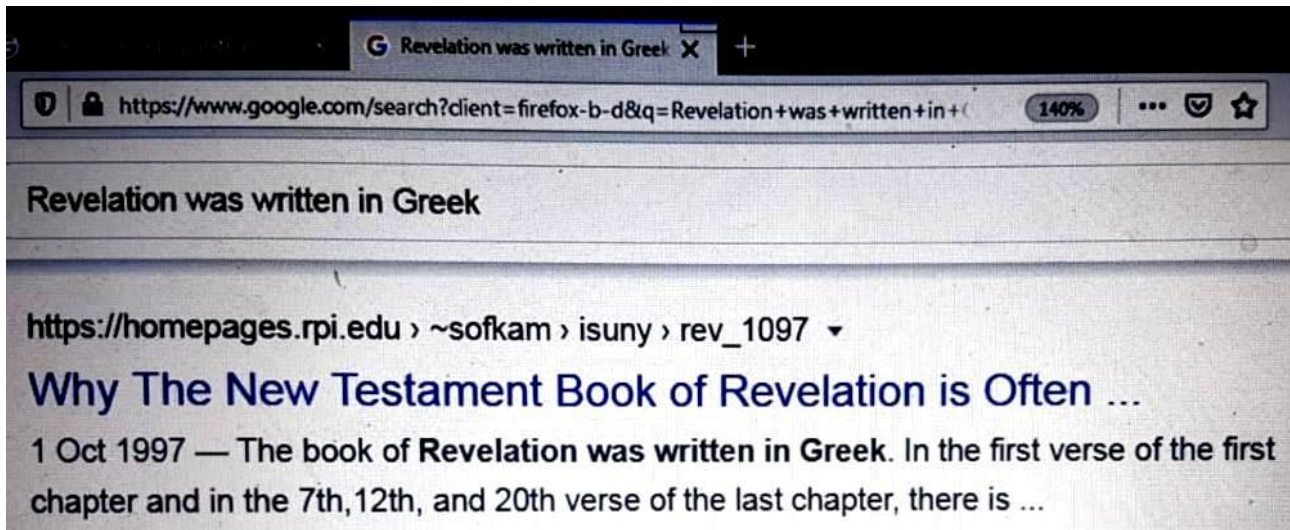 Revelation was written in Greek
https://www.google.com/search?client=firefox-b-d&q=Revelation+was+written+in+
140%
Revelation was written in Greek
https://homepages.rpi.edu › ~sofkam › isuny › rev_1097
Why The New Testament Book of Revelation is Often ...
1 Oct 1997 — The book of Revelation was written in Greek. In the first verse of the first
chapter and in the 7th,12th, and 20th verse of the last chapter, there is ...